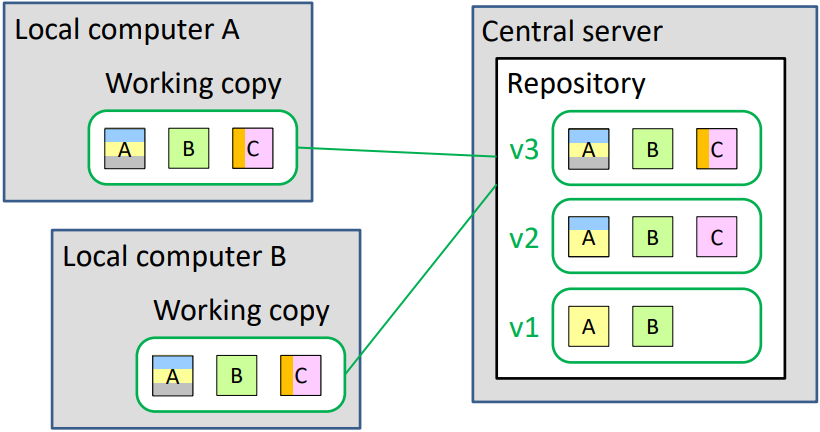 Local computer A
Working copy
A B C
Local computer B
Working copy
A B C
Central server
Repository
v3 A B C
v2 A B C
v1 A B